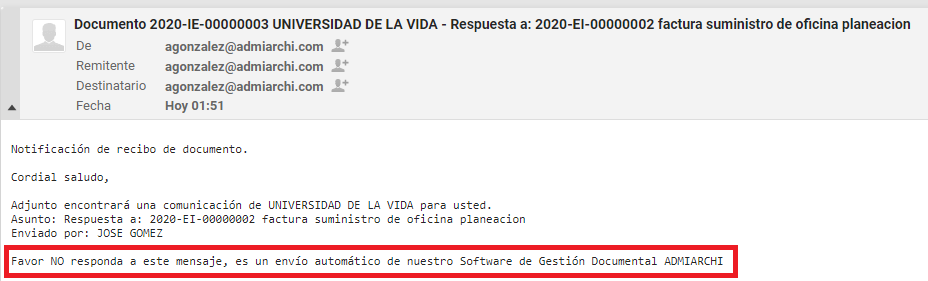 Documento 2020-IE-00000003 UNIVERSIDAD DE LA VIDA - Respuesta a: 2020-EI-00000002 factura suministro de oficina planeacion
De agonzalez@admiarchi.com
Remitente agonzalez@admiarchi.com
Destinatario agonzalez@admiarchi.com
Fecha Hoy 01:51
Notificación de recibo de documento.
Cordial saludo,
Adjunto encontrará una comunicación de UNIVERSIDAD DE LA VIDA para usted.
Asunto: Respuesta a: 2020-EI-00000002 factura suministro de oficina planeacion
Enviado por: JOSE GOMEZ
Favor NO responda a este mensaje, es un envío automático de nuestro Software de Gestión Documental ADMIARCHI